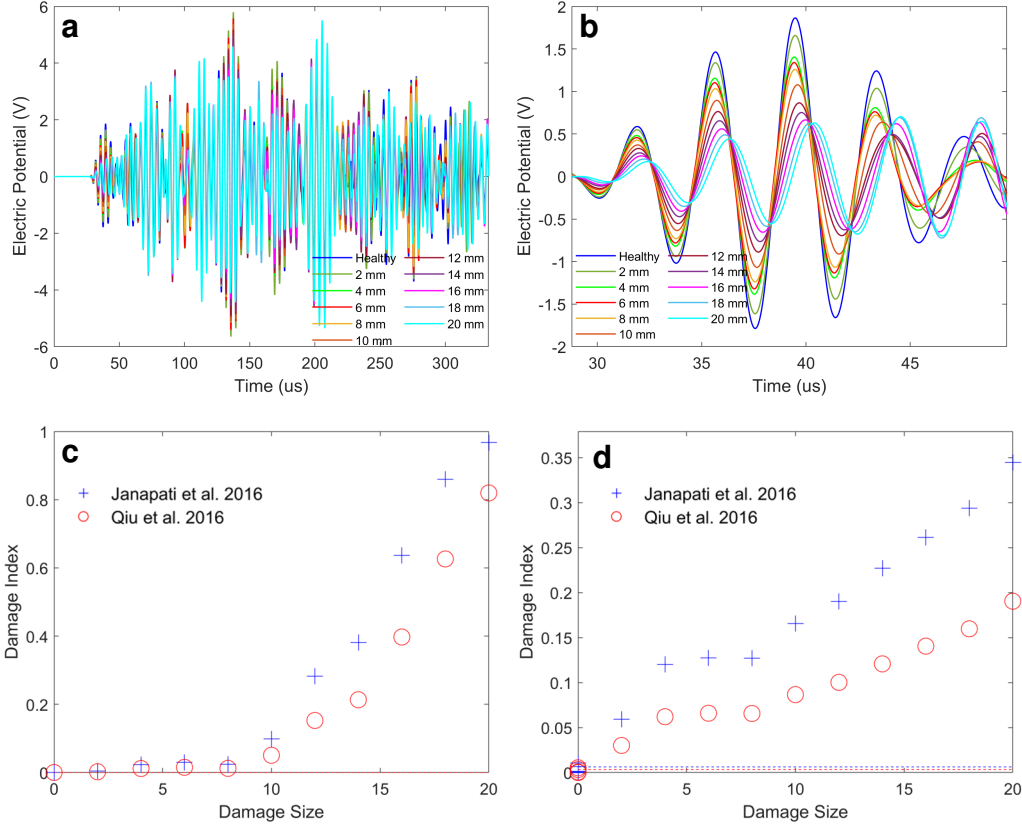 a
6
4
2
0
-2
-4
-6
Electric Potential (V)
Healthy
2 mm
4 mm
6 mm
8 mm
10 mm
12 mm
14 mm
16 mm
18 mm
20 mm
0 50 100 150 200 250 300
Time (us)
b
2
1.5
1
0.5
0
-0.5
-1
-1.5
-2
Electric Potential (V)
Healthy
2 mm
4 mm
6 mm
8 mm
10 mm
12 mm
14 mm
16 mm
18 mm
20 mm
30 35 40 45
Time (us)
c
1
0.8
0.6
0.4
0.2
0
Damage Index
Janapati et al. 2016
Qiu et al. 2016
0 5 10 15 20
Damage Size
d
0.35
0.3
0.25
0.2
0.15
0.1
0.05
0
Damage Index
Janapati et al. 2016
Qiu et al. 2016
0 5 10 15 20
Damage Size